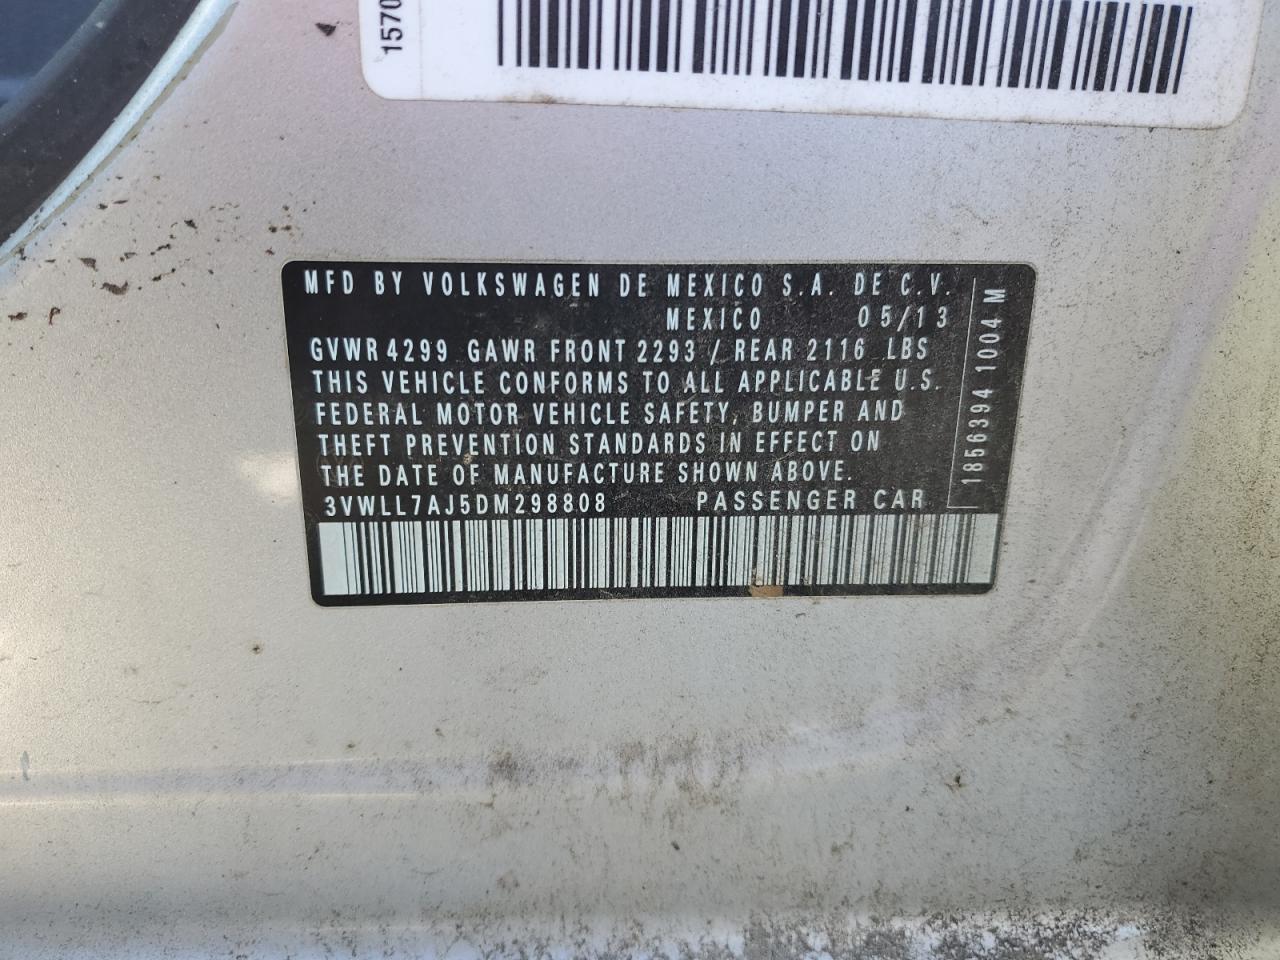 1570
MFD BY VOLKSWAGEN DE MEXICO S.A. DE C.V.
MEXICO 05/13
GVWR 4299 GAWR FRONT 2293 / REAR 2116 LBS
THIS VEHICLE CONFORMS TO ALL APPLICABLE U.S.
FEDERAL MOTOR VEHICLE SAFETY, BUMPER AND
THEFT PREVENTION STANDARDS IN EFFECT ON
THE DATE OF MANUFACTURE SHOWN ABOVE.
3VWLL7AJ5DM298808 PASSENGER CAR
1856394 1004 M